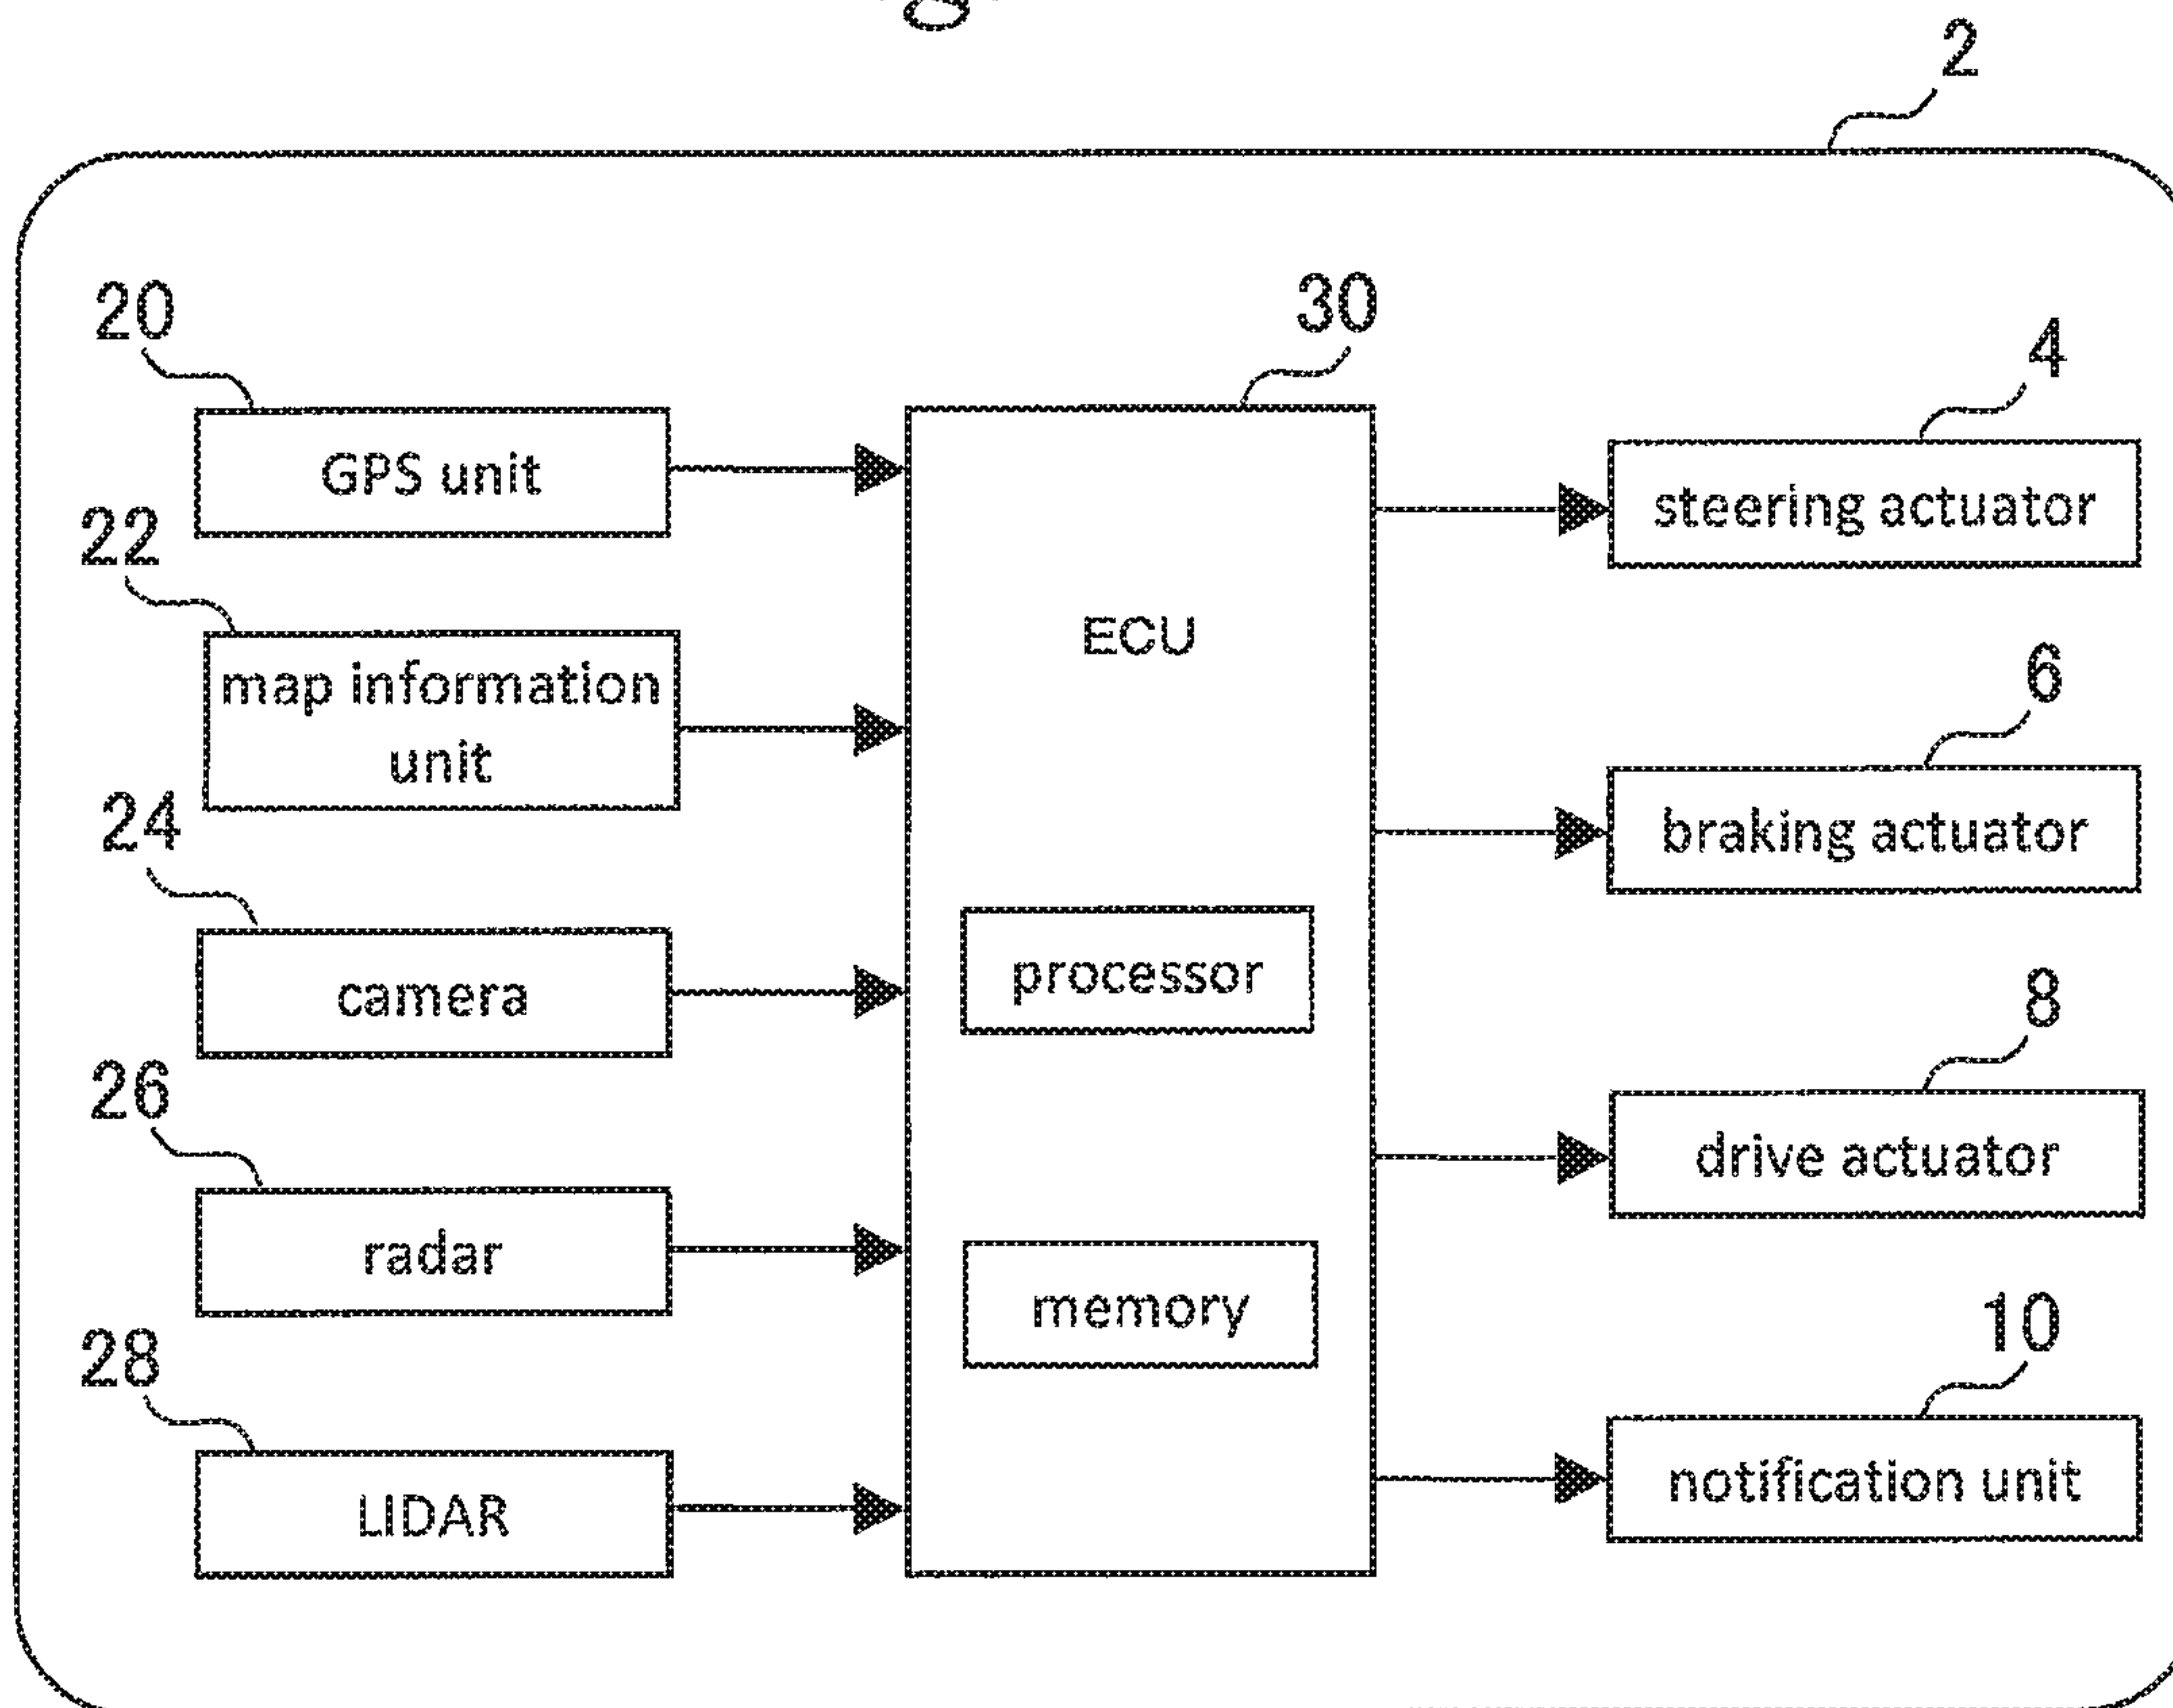 2
20
GPS unit
22
map information
unit
24
camera
26
radar
28
LIDAR
30
ECU
processor
memory
4
steering actuator
6
braking actuator
8
drive actuator
10
notification unit